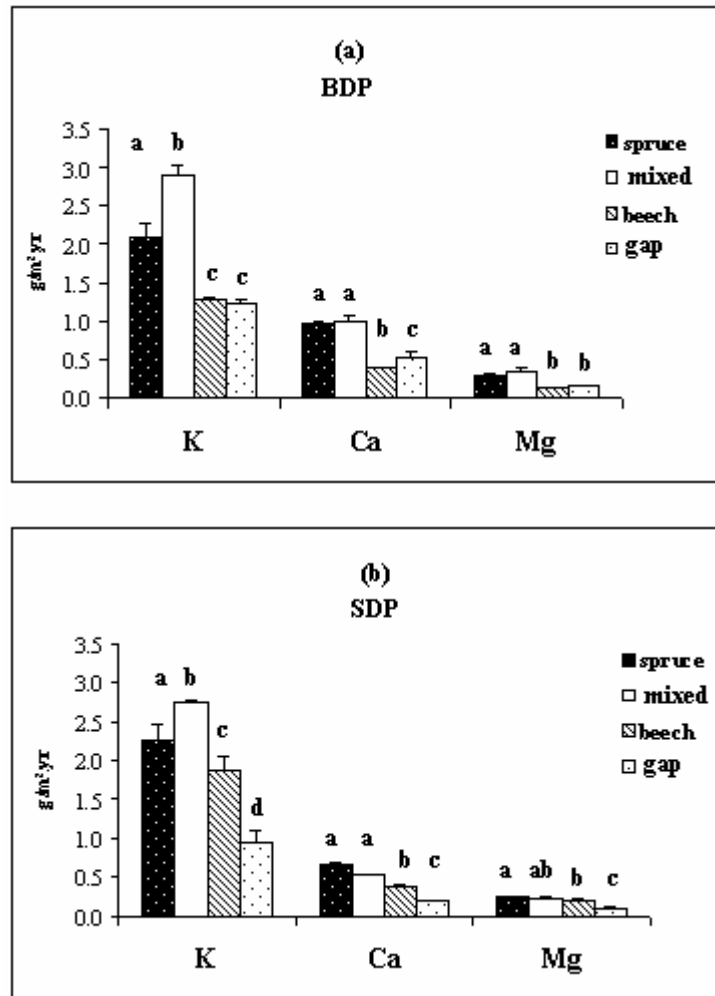 (a)
BDP
3.5
3.0
2.5
2.0
1.5
1.0
0.5
0.0
g/m² yr
a b c c
a a b c
a a b b
K Ca Mg
spruce
mixed
beech
gap
(b)
SDP
3.5
3.0
2.5
2.0
1.5
1.0
0.5
0.0
g/m² yr
a b c d
a a b c
a ab b c
K Ca Mg
spruce
mixed
beech
gap